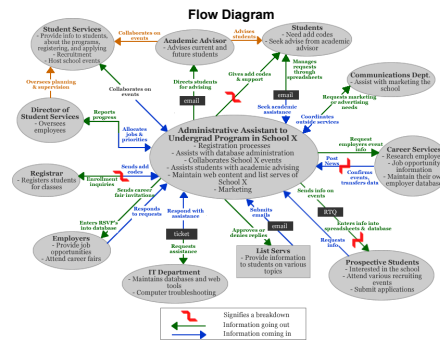 Flow Diagram
Student Services
- Provide info to students,
about the programs,
registering, and applying
- Recruitment
- Host school events
Collaborates on
events
Academic Advisor
- Advises current and
future students
Advises
students
Students
- Need add codes
- Seek advise from academic
advisor
Oversees planning
& supervision
Collaborates on
events
Directs students
for advising
email
Gives add codes
& support
email
Seek academic
assistance
Manages
requests
through
spreadsheets
Communications Dept.
- Assist with marketing the
school
Requests marketing
or advertising needs
Coordinates
outside services
Director of
Student Services
- Oversees
employees
Reports
progress
Allocates
jobs &
priorities
Administrative Assistant to
Undergrad Program in School X
- Registration processes
- Assists with database administration
- Collaborates School X Events
- Assists students with academic advising
- Maintain web content and list serves of
School X
- Marketing
Request
employers event
info
Post
News
Confirms
events,
transfers data
Career Services
- Research employers
- Job opportunity
information
- Maintain their own
employer database
Registrar
- Registers students
for classes
Send add
codes
Enrollment
inquiries
Sends career
fair invitations
Responds
to requests
Enters RSVP's
into database
Employers
- Provide job
opportunities
- Attend career fairs
Respond with
assistance
ticket
Requests
assistance
IT Department
- Maintains databases and web
tools
- Computer troubleshooting
Approves or
denies replies
Submits
emails
email
List Servs
- Provide information
to students on various
topics
Sends info on
events
RTQ
Enters info into
spreadsheets & database
Requests
info
Prospective Students
- Interested in the school
- Attend various recruiting
events
- Submit applications
Signifies a breakdown
Information going out
Information coming in